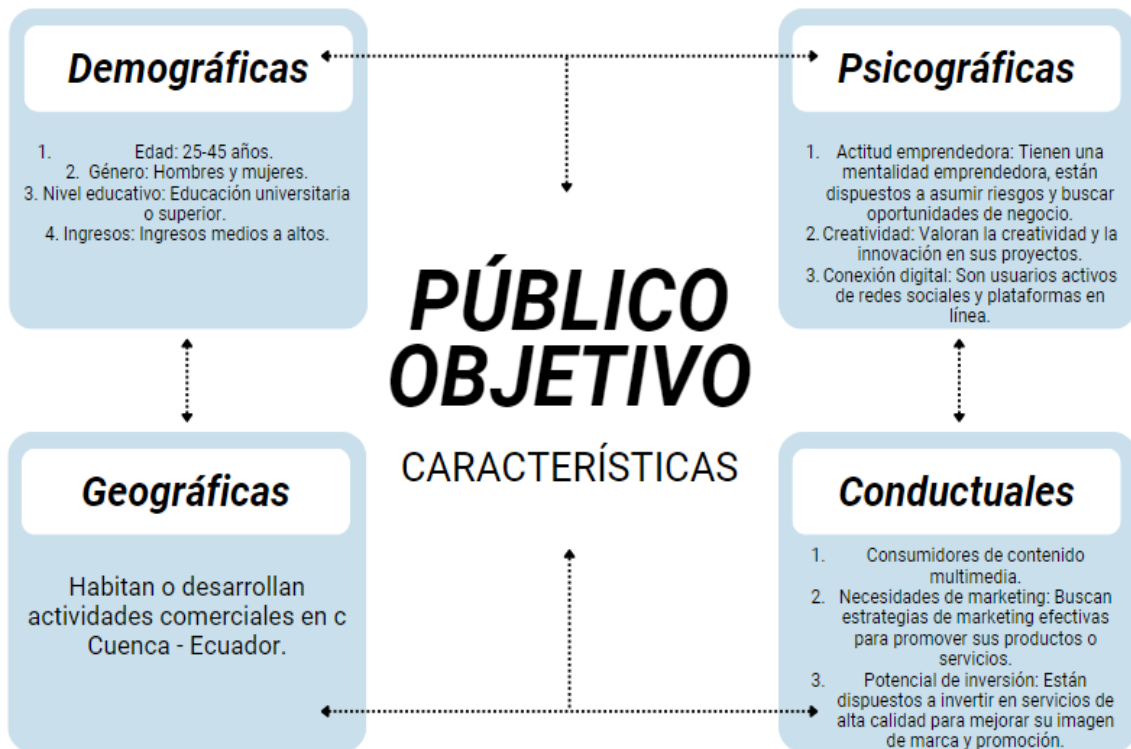 Demográficas
1. Edad: 25-45 años.
2. Género: Hombres y mujeres.
3. Nivel educativo: Educación universitaria
o superior.
4. Ingresos: Ingresos medios a altos.
Psicográficas
1. Actitud emprendedora: Tienen una
mentalidad emprendedora, están
dispuestos a asumir riesgos y buscar
oportunidades de negocio.
2. Creatividad: Valoran la creatividad y la
innovación en sus proyectos.
3. Conexión digital: Son usuarios activos
de redes sociales y plataformas en
línea.
PÚBLICO
OBJETIVO
CARACTERÍSTICAS
Geográficas
Habitan o desarrollan
actividades comerciales en c
Cuenca - Ecuador.
Conductuales
1. Consumidores de contenido
multimedia.
2. Necesidades de marketing: Buscan
estrategias de marketing efectivas
para promover sus productos o
servicios.
3. Potencial de inversión: Están
dispuestos a invertir en servicios de
alta calidad para mejorar su imagen
de marca y promoción.